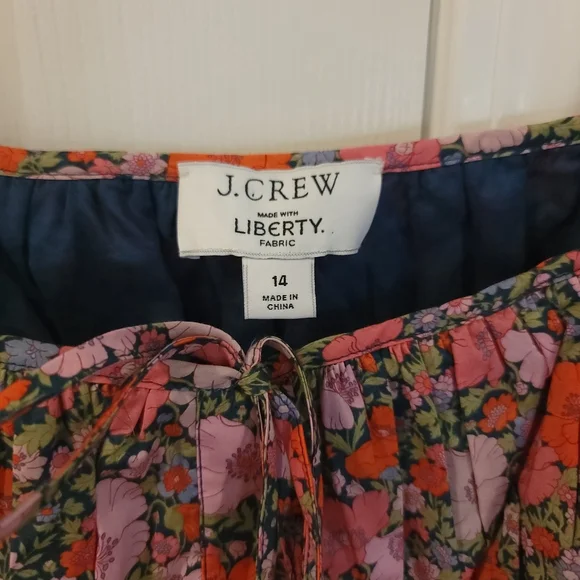 J.CREW
MADE WITH
LIBERTY.
FABRIC
14
MADE IN
CHINA